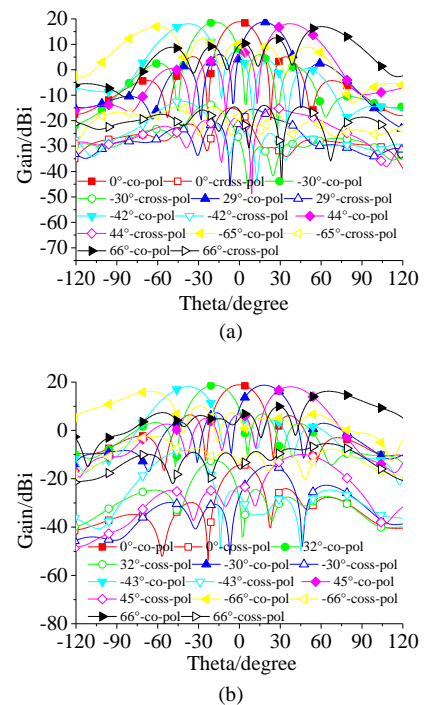 20
10
0
-10
-20
-30
-40
-50
-60
-70
Gain/dBi
0°-co-pol 0°-cross-pol -30°-co-pol
-30°-cross-pol 29°-co-pol 29°-cross-pol
-42°-co-pol -42°-cross-pol 44°-co-pol
44°-cross-pol -65°-co-pol -65°-cross-pol
66°-co-pol 66°-cross-pol
-120 -90 -60 -30 0 30 60 90 120
Theta/degree
(a)
20
0
-20
-40
-60
-80
Gain/dBi
0°-co-pol 0°-coss-pol 32°-co-pol
32°-coss-pol -30°-co-pol -30°-coss-pol
-43°-co-pol -43°-coss-pol 45°-co-pol
45°-coss-pol -66°-co-pol -66°-coss-pol
66°-co-pol 66°-coss-pol
-120 -90 -60 -30 0 30 60 90 120
Theta/degree
(b)